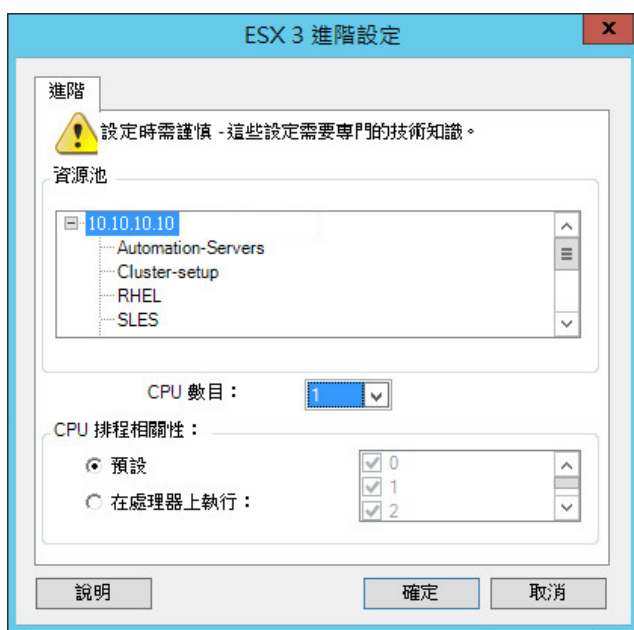 ESX 3 進階設定
進階
設定時需謹慎 -這些設定需要專門的技術知識。
資源池
10.10.10.10
Automation-Servers
Cluster-setup
RHEL
SLES
CPU 數目：
1
CPU 排程相關性：
預設
0
1
在處理器上執行：
2
說明
確定
取消